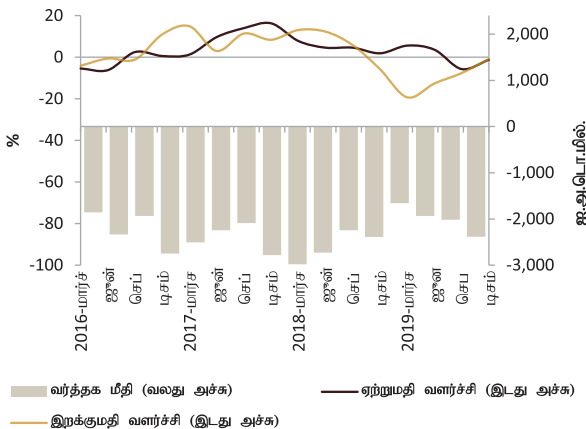 20
0
-20
-40
-60
-80
-100
%
2,000
1,000
0
-1,000
-2,000
-3,000
ஐ.அ.டொ.மில்.
2016-மார்ச்
ஜுன்
செப்
டிசம்
2017-மார்ச்
ஜுன்
செப்
டிசம்
2018-மார்ச்
ஜுன்
செப்
டிசம்
2019-மார்ச்
ஜுன்
செப்
டிசம்
வர்த்தக மீதி (வலது அச்சு)
ஏற்றுமதி வளர்ச்சி (இடது அச்சு)
இறக்குமதி வளர்ச்சி (இடது அச்சு)